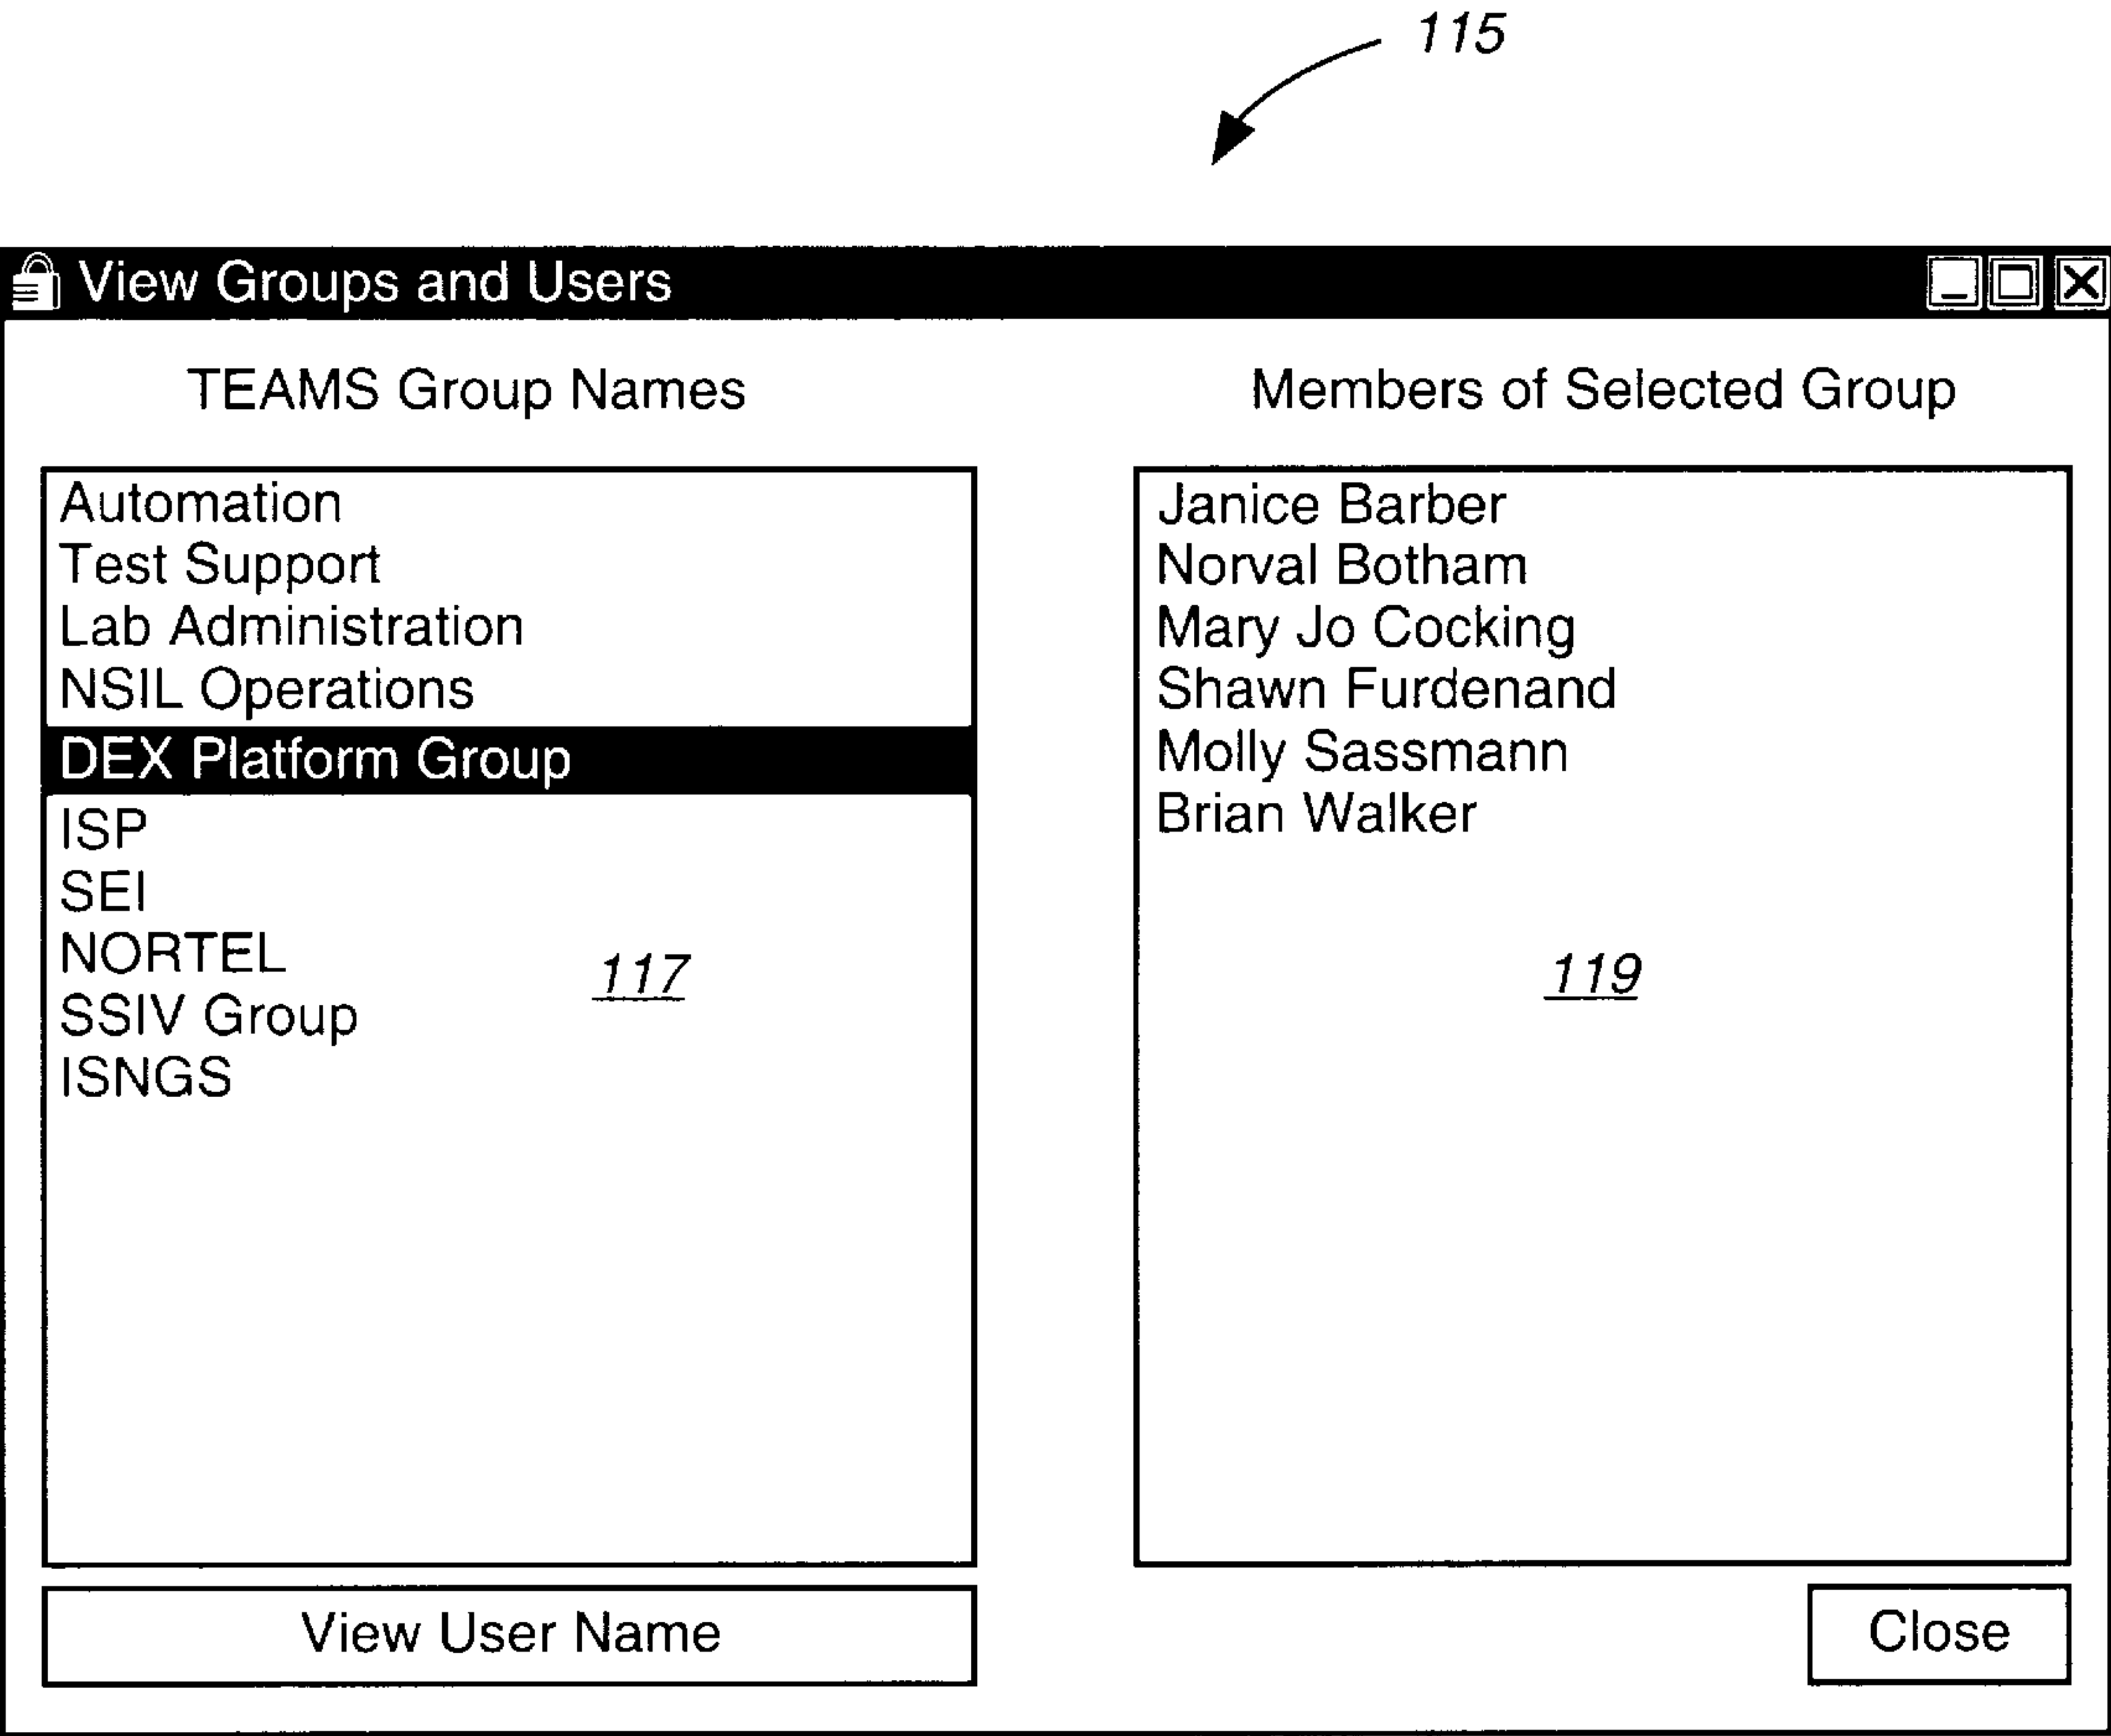 115
View Groups and Users
TEAMS Group Names
Automation
Test Support
Lab Administration
NSIL Operations
DEX Platform Group
ISP
SEI
NORTEL
SSIV Group
ISNGS
117
View User Name
Members of Selected Group
Janice Barber
Norval Botham
Mary Jo Cocking
Shawn Furdenand
Molly Sassmann
Brian Walker
119
Close